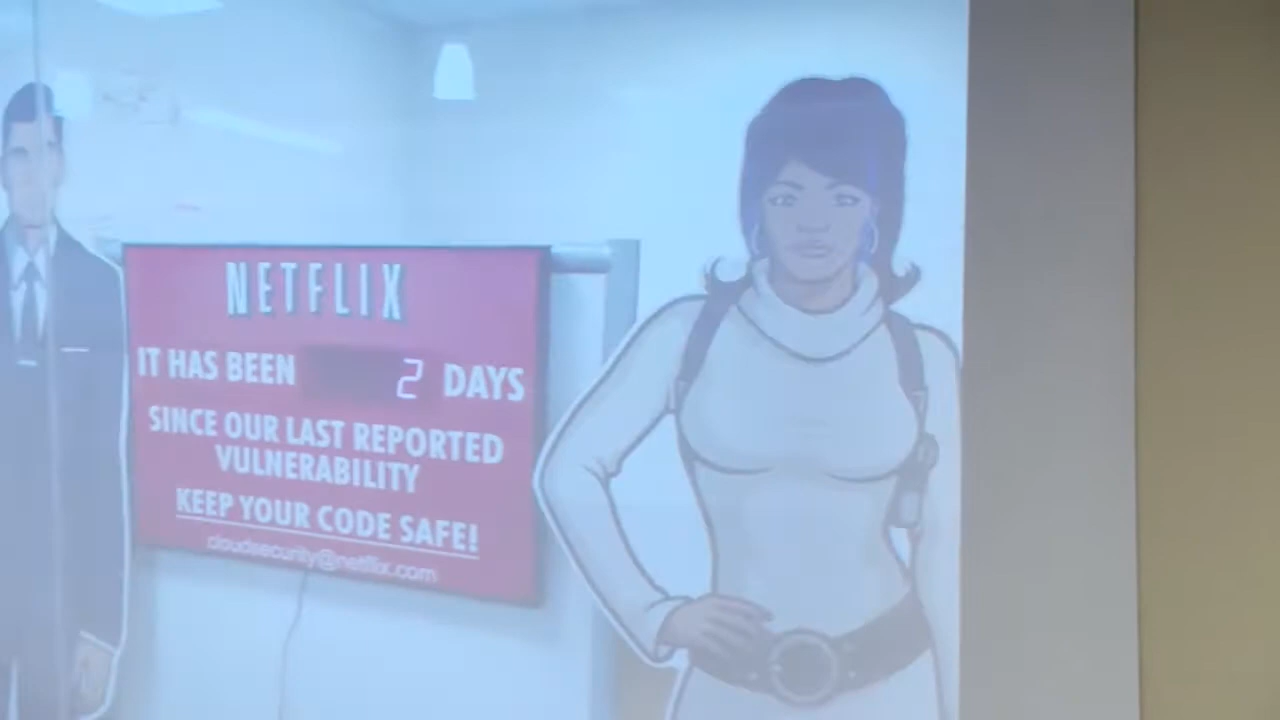 NETFLIX
IT HAS BEEN 2 DAYS
SINCE OUR LAST REPORTED
VULNERABILITY
KEEP YOUR CODE SAFE!
cloudsecurity@netflix.com